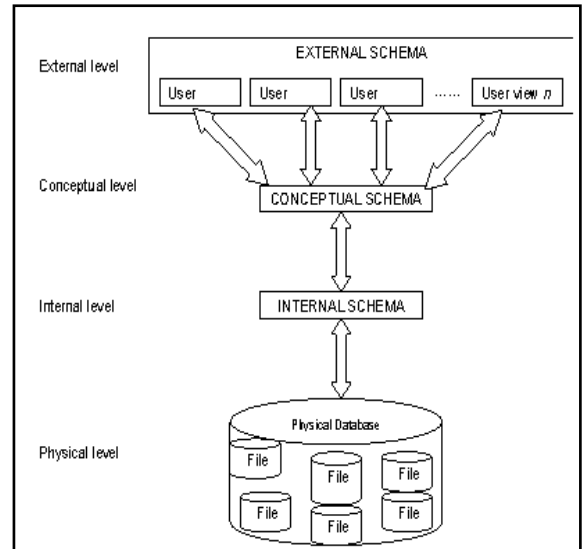 EXTERNAL SCHEMA
External level
User User User ...... User view n
Conceptual level
CONCEPTUAL SCHEMA
Internal level
INTERNAL SCHEMA
Physical Database
Physical level
File
File
File
File
File
File